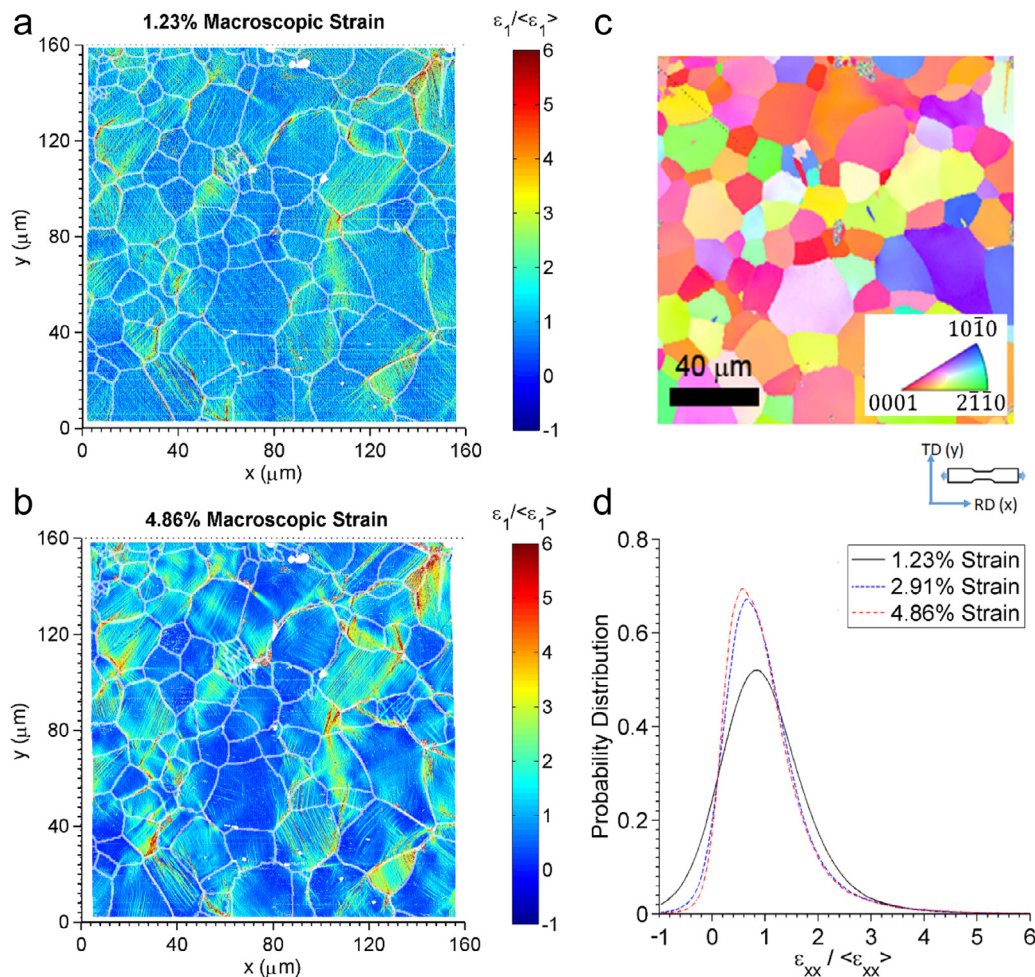 a
1.23% Macroscopic Strain
ε₁/<ε₁>
160
120
80
40
0
y (μm)
0 40 80 120 160
x (μm)
6
5
4
3
2
1
0
-1
b
4.86% Macroscopic Strain
ε₁/<ε₁>
160
120
80
40
0
y (μm)
0 40 80 120 160
x (μm)
6
5
4
3
2
1
0
-1
c
40 μm
101̅0
0001 21̅1̅0
TD (y)
RD (x)
d
0.8
0.6
0.4
0.2
0
Probability Distribution
1.23% Strain
2.91% Strain
4.86% Strain
-1 0 1 2 3 4 5 6
εxx / <εxx>